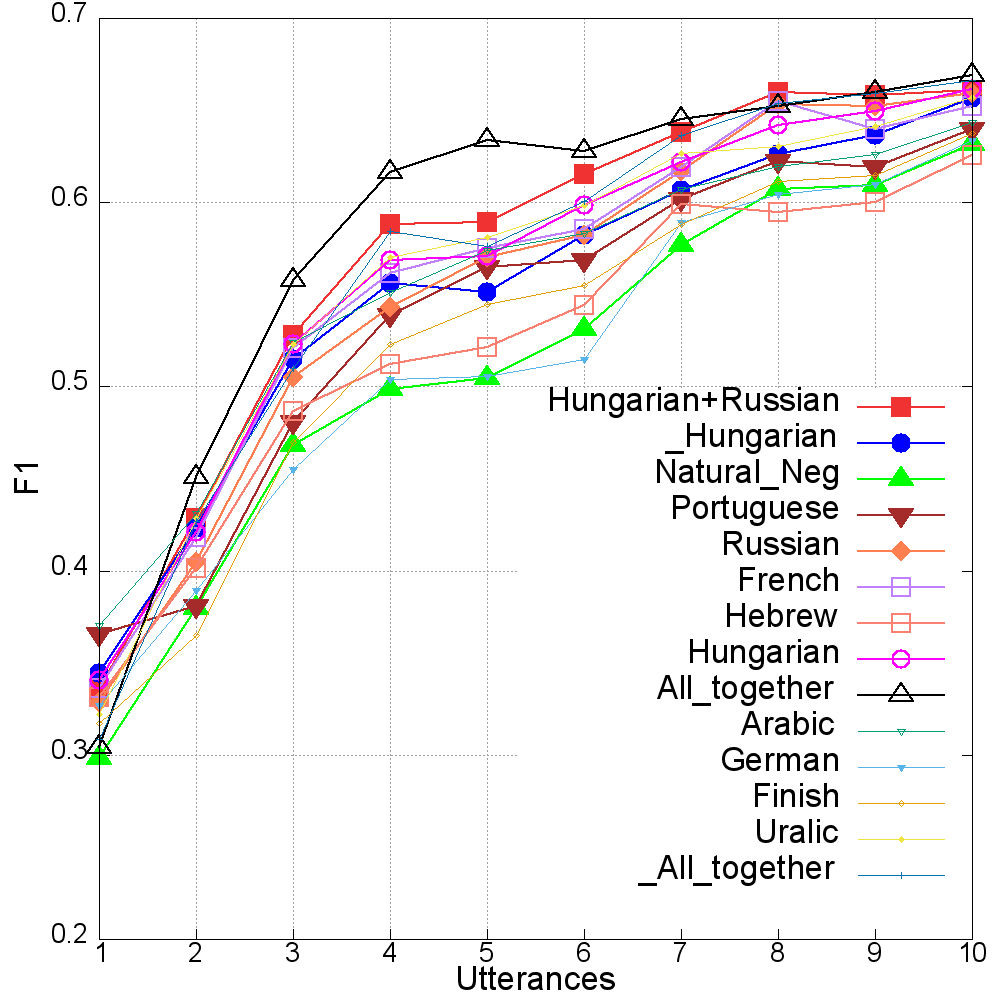 0.7
0.6
0.5
0.4
0.3
0.2
F1
Hungarian+Russian
_Hungarian
Natural_Neg
Portuguese
Russian
French
Hebrew
Hungarian
All_together
Arabic
German
Finish
Uralic
_All_together
1 2 3 4 5 6 7 8 9 10
Utterances